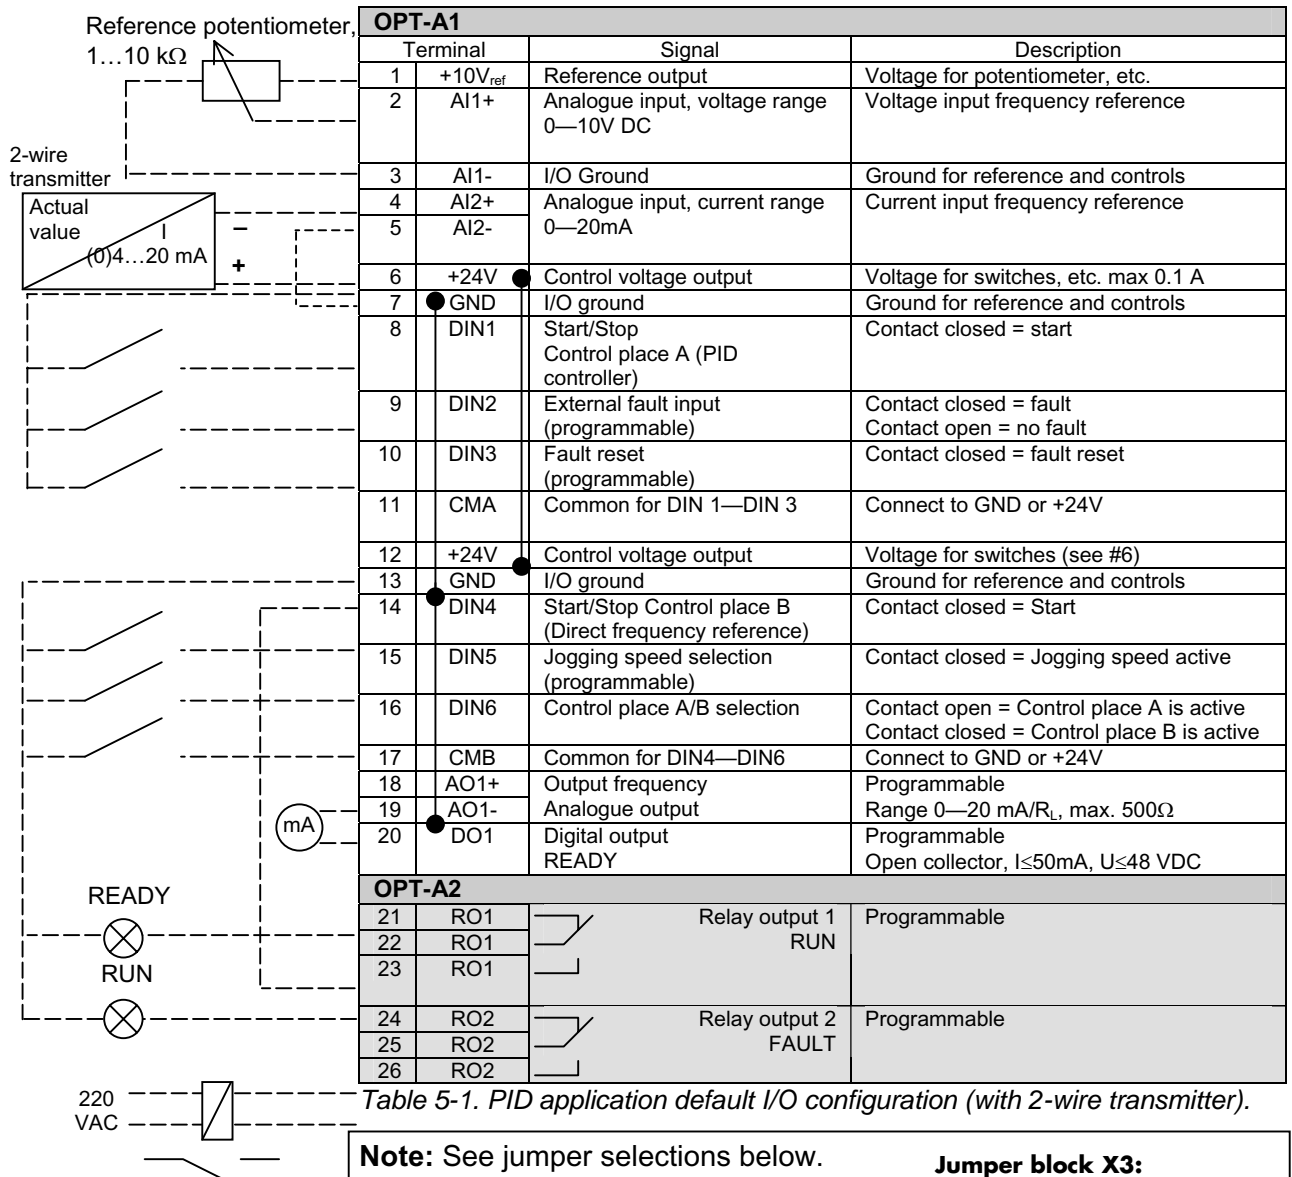 Reference potentiometer,
1…10 kΩ
2-wire
transmitter
Actual
value
I
(0)4…20 mA
–
+
mA
READY
RUN
220
VAC
OPT-A1
Terminal Signal Description
1 +10Vref Reference output Voltage for potentiometer, etc.
2 AI1+ Analogue input, voltage range Voltage input frequency reference
0—10V DC
3 AI1- I/O Ground Ground for reference and controls
4 AI2+ Analogue input, current range Current input frequency reference
5 AI2- 0—20mA
6 +24V Control voltage output Voltage for switches, etc. max 0.1 A
7 GND I/O ground Ground for reference and controls
8 DIN1 Start/Stop Contact closed = start
Control place A (PID
controller)
9 DIN2 External fault input Contact closed = fault
(programmable) Contact open = no fault
10 DIN3 Fault reset Contact closed = fault reset
(programmable)
11 CMA Common for DIN 1—DIN 3 Connect to GND or +24V
12 +24V Control voltage output Voltage for switches (see #6)
13 GND I/O ground Ground for reference and controls
14 DIN4 Start/Stop Control place B Contact closed = Start
(Direct frequency reference)
15 DIN5 Jogging speed selection Contact closed = Jogging speed active
(programmable)
16 DIN6 Control place A/B selection Contact open = Control place A is active
Contact closed = Control place B is active
17 CMB Common for DIN4—DIN6 Connect to GND or +24V
18 AO1+ Output frequency Programmable
19 AO1- Analogue output Range 0—20 mA/RL, max. 500Ω
20 DO1 Digital output Programmable
READY Open collector, I≤50mA, U≤48 VDC
OPT-A2
21 RO1 Relay output 1 Programmable
22 RO1 RUN
23 RO1
24 RO2 Relay output 2 Programmable
25 RO2 FAULT
26 RO2
Table 5-1. PID application default I/O configuration (with 2-wire transmitter).
Note: See jumper selections below.
Jumper block X3: